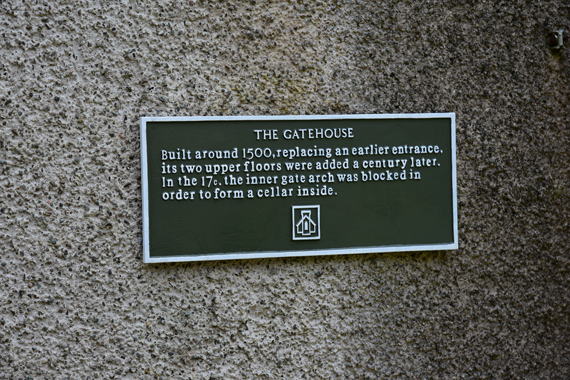 THE GATEHOUSE
Built around 1500, replacing an earlier entrance,
its two upper floors were added a century later.
In the 17c. the inner gate arch was blocked in
order to form a cellar inside.